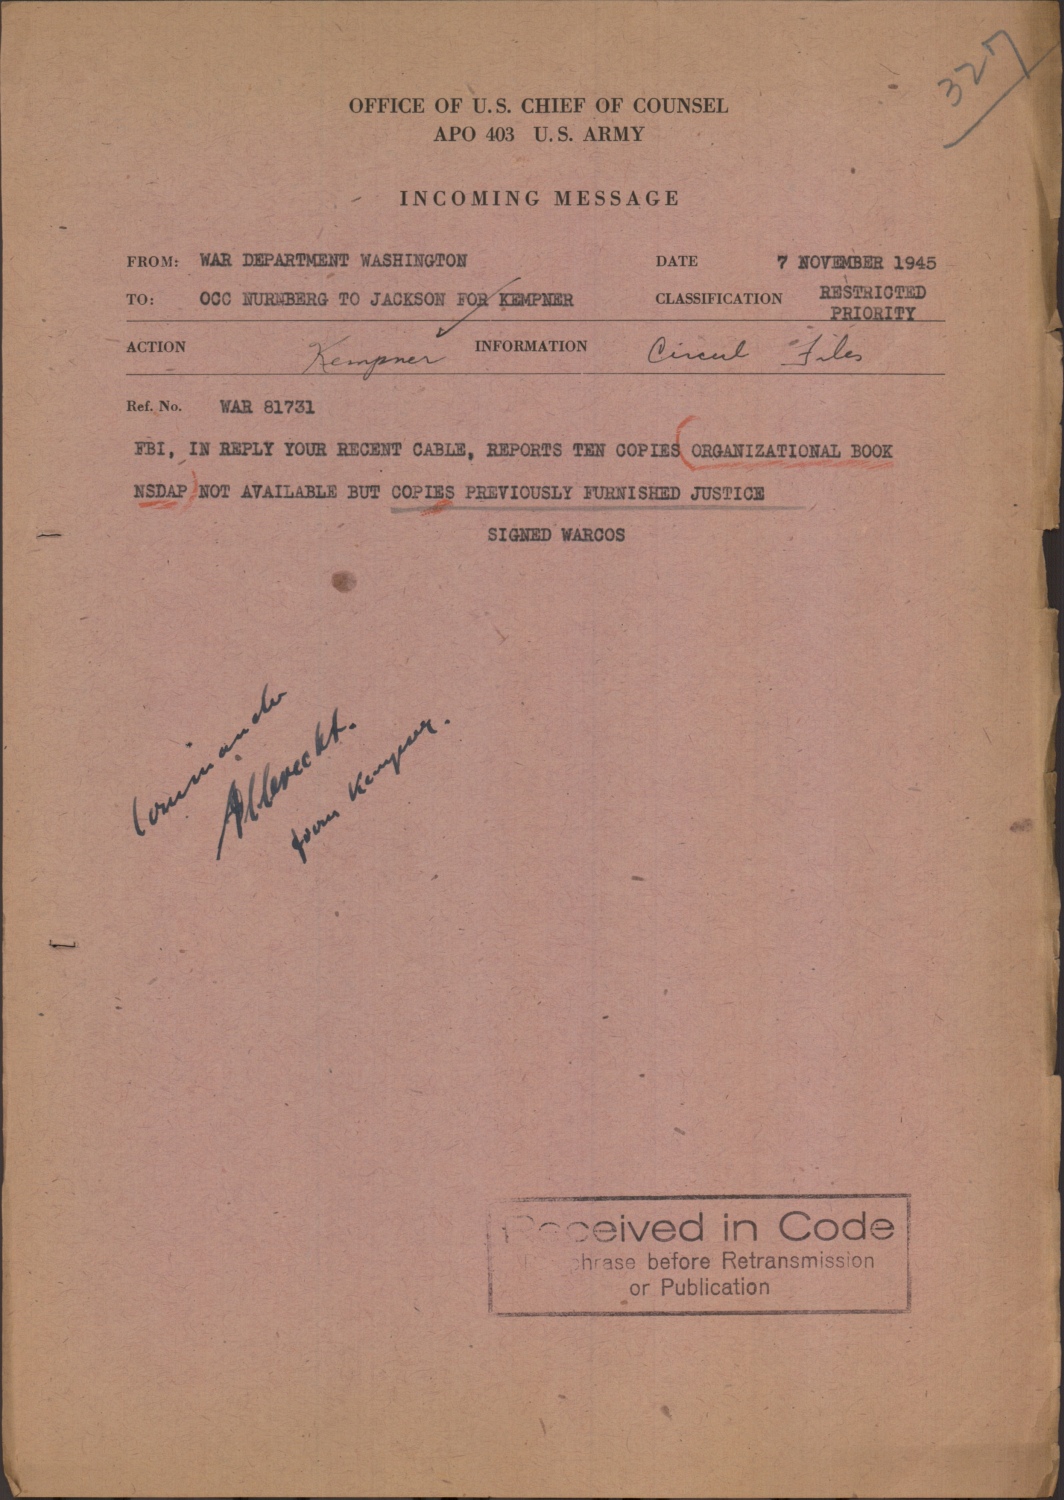 327
OFFICE OF U.S. CHIEF OF COUNSEL
APO 403 U.S. ARMY
INCOMING MESSAGE
FROM: WAR DEPARTMENT WASHINGTON DATE 7 NOVEMBER 1945
TO: OCC NURNBERG TO JACKSON FOR KEMPNER CLASSIFICATION RESTRICTED
PRIORITY
ACTION Kempner INFORMATION Circul Files
Ref. No. WAR 81731
FBI, IN REPLY YOUR RECENT CABLE, REPORTS TEN COPIES (ORGANIZATIONAL BOOK
NSDAP) NOT AVAILABLE BUT COPIES PREVIOUSLY FURNISHED JUSTICE
SIGNED WARCOS
Commander
Albrecht.
from Kempner.
Received in Code
before Retransmission
or Publication